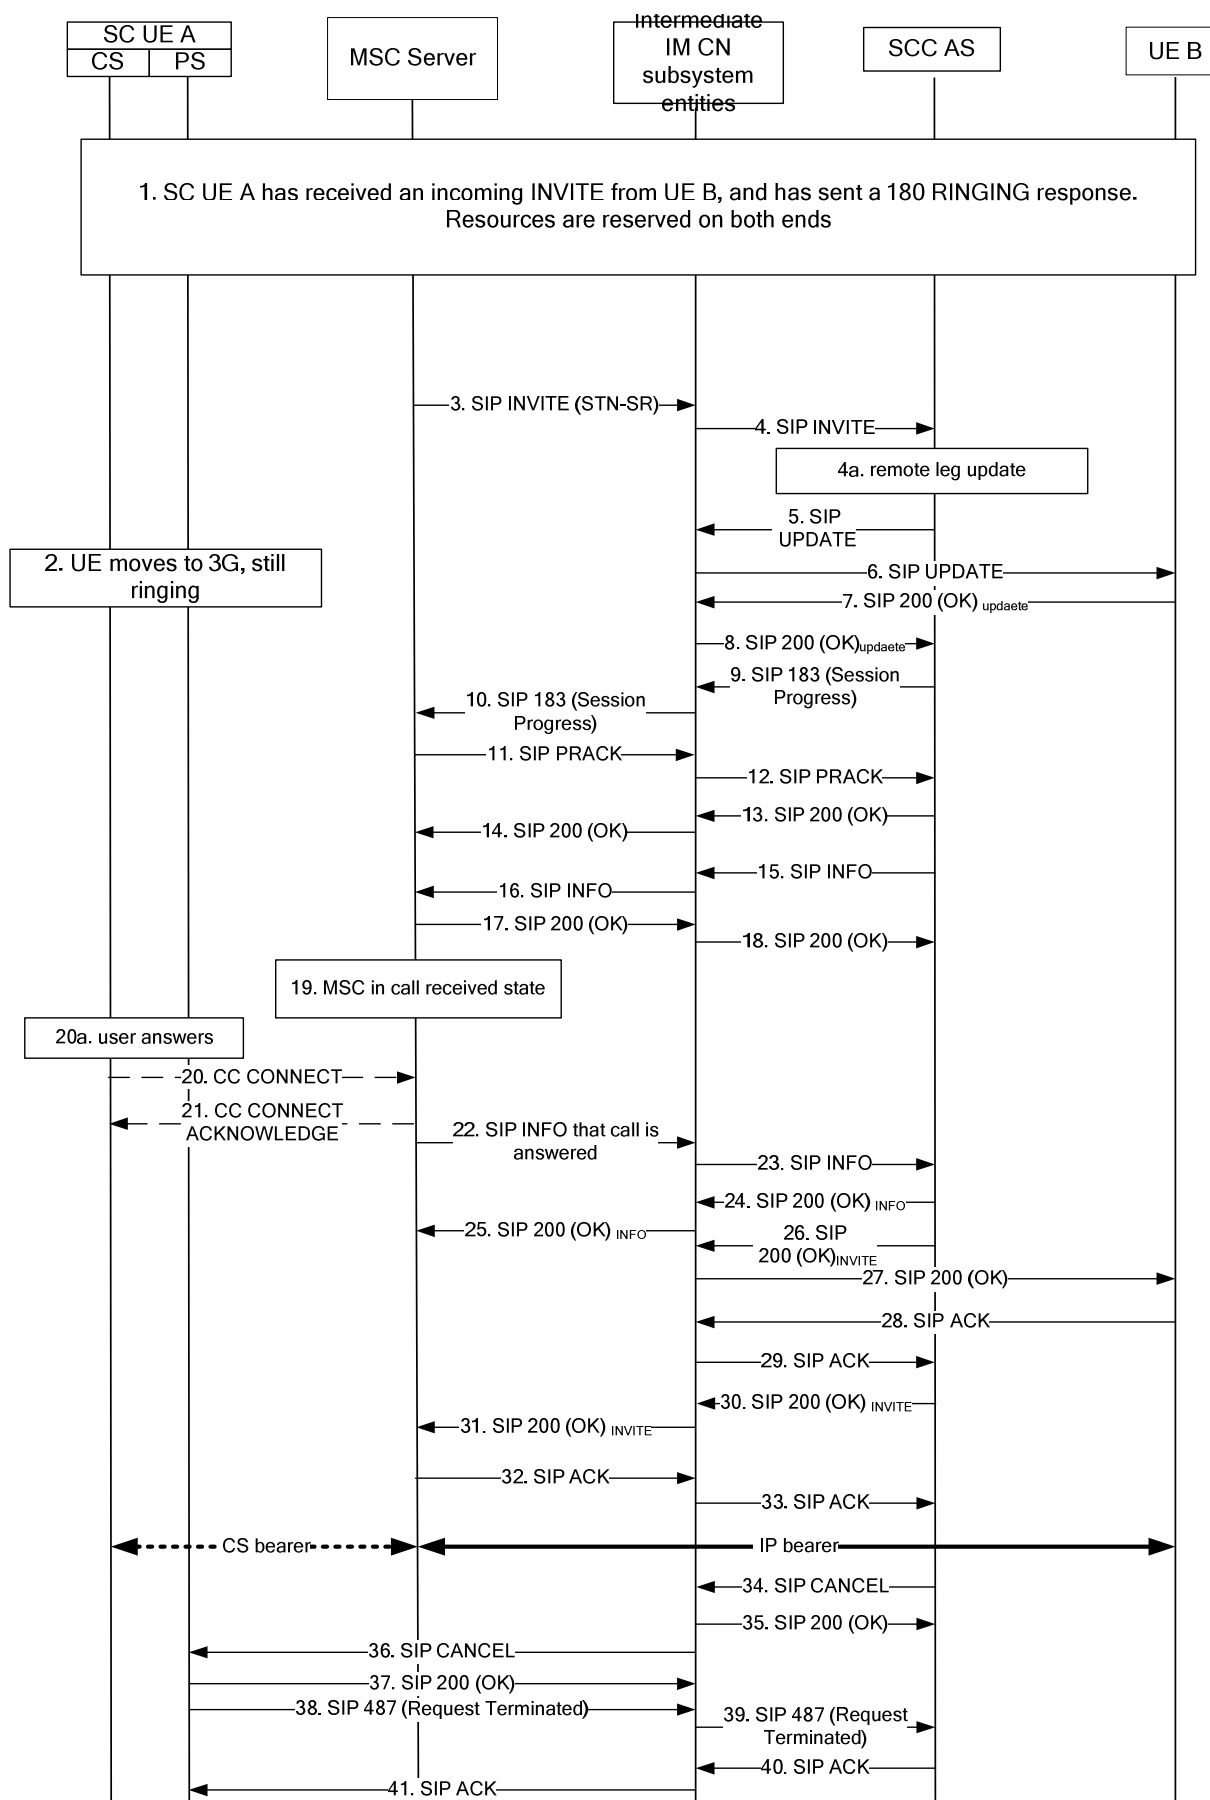 SC UE A
CS
PS
MSC Server
Intermediate
IM CN
subsystem
entities
SCC AS
UE B
1. SC UE A has received an incoming INVITE from UE B, and has sent a 180 RINGING response.
Resources are reserved on both ends
3. SIP INVITE (STN-SR)
4. SIP INVITE
4a. remote leg update
5. SIP
UPDATE
2. UE moves to 3G, still
ringing
6. SIP UPDATE
7. SIP 200 (OK) updaete
8. SIP 200 (OK)updaete
9. SIP 183 (Session
Progress)
10. SIP 183 (Session
Progress)
11. SIP PRACK
12. SIP PRACK
13. SIP 200 (OK)
14. SIP 200 (OK)
15. SIP INFO
16. SIP INFO
17. SIP 200 (OK)
18. SIP 200 (OK)
19. MSC in call received state
20a. user answers
20. CC CONNECT
21. CC CONNECT
ACKNOWLEDGE
22. SIP INFO that call is
answered
23. SIP INFO
24. SIP 200 (OK) INFO
25. SIP 200 (OK) INFO
26. SIP
200 (OK)INVITE
27. SIP 200 (OK)
28. SIP ACK
29. SIP ACK
30. SIP 200 (OK) INVITE
31. SIP 200 (OK) INVITE
32. SIP ACK
33. SIP ACK
CS bearer
IP bearer
34. SIP CANCEL
35. SIP 200 (OK)
36. SIP CANCEL
37. SIP 200 (OK)
38. SIP 487 (Request Terminated)
39. SIP 487 (Request
Terminated)
40. SIP ACK
41. SIP ACK